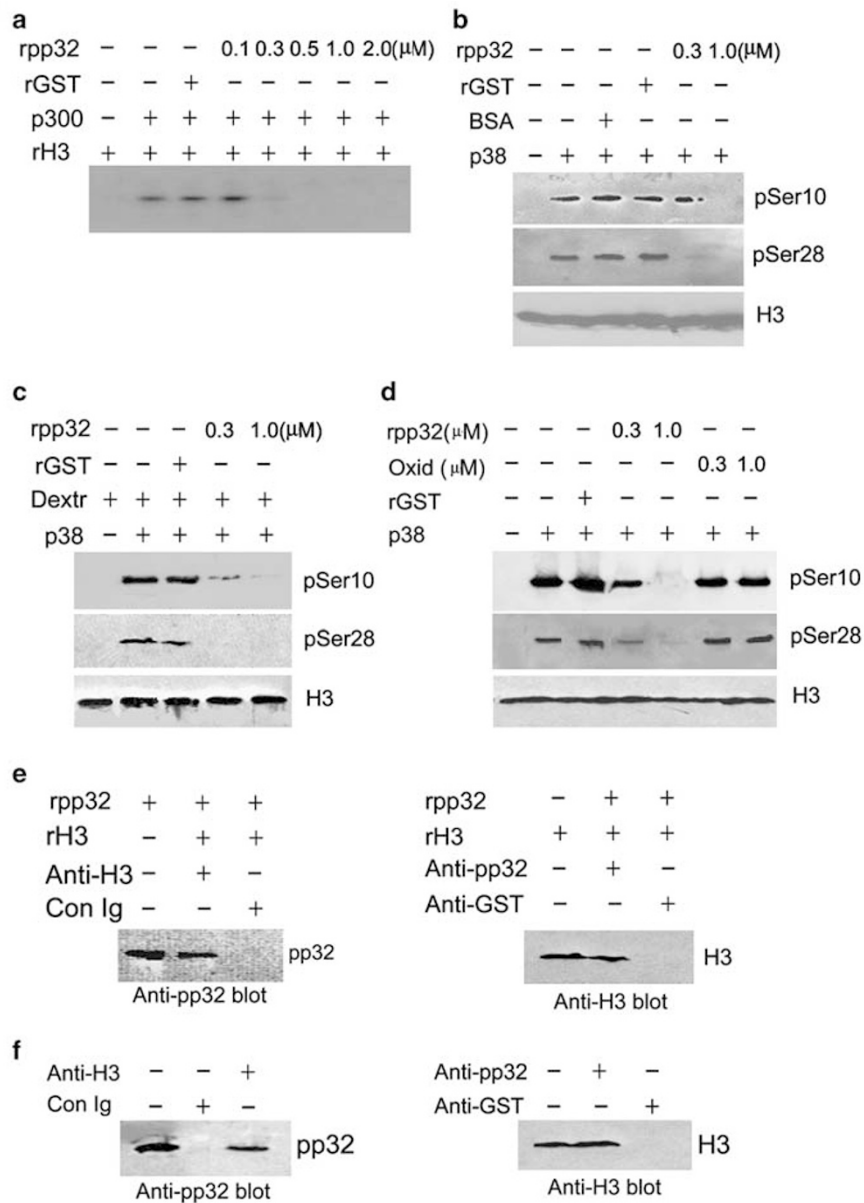 a
rpp32 – – – 0.1 0.3 0.5 1.0 2.0(μM)
rGST – – + – – – – –
p300 – + + + + + + +
rH3 + + + + + + + +
b
rpp32 – – – – 0.3 1.0(μM)
rGST – – – + – –
BSA – – + – – –
p38 – + + + + +
pSer10
pSer28
H3
c
rpp32 – – – 0.3 1.0(μM)
rGST – – + – –
Dextr + + + + +
p38 – + + + +
pSer10
pSer28
H3
d
rpp32(μM) – – – 0.3 1.0 – –
Oxid (μM) – – – – – 0.3 1.0
rGST – – + – – – –
p38 – + + + + + +
pSer10
pSer28
H3
e
rpp32 + + +
rH3 – + +
Anti-H3 – + –
Con Ig – – +
pp32
Anti-pp32 blot
rpp32 – + +
rH3 + + +
Anti-pp32 – + –
Anti-GST – – +
H3
Anti-H3 blot
f
Anti-H3 – – +
Con Ig – + –
pp32
Anti-pp32 blot
Anti-pp32 – + –
Anti-GST – – +
H3
Anti-H3 blot